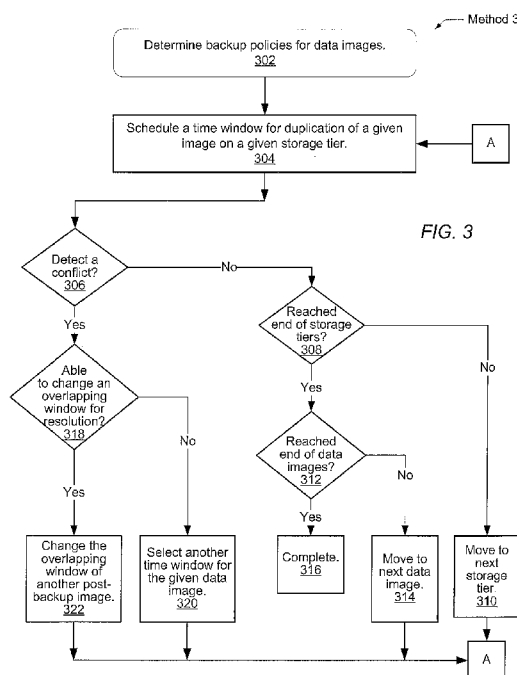 Method 3
Determine backup policies for data images.
302
Schedule a time window for duplication of a given
image on a given storage tier.
304
A
FIG. 3
Detect a
conflict?
306
No
Yes
Reached
end of storage
tiers?
308
No
Yes
Able
to change an
overlapping
window for
resolution?
318
No
Yes
Reached
end of data
images?
312
No
Yes
Change the
overlapping
window of
another post-
backup image.
322
Select another
time window for
the given data
image.
320
Complete.
316
Move to
next data
image.
314
Move to
next
storage
tier. 310
A